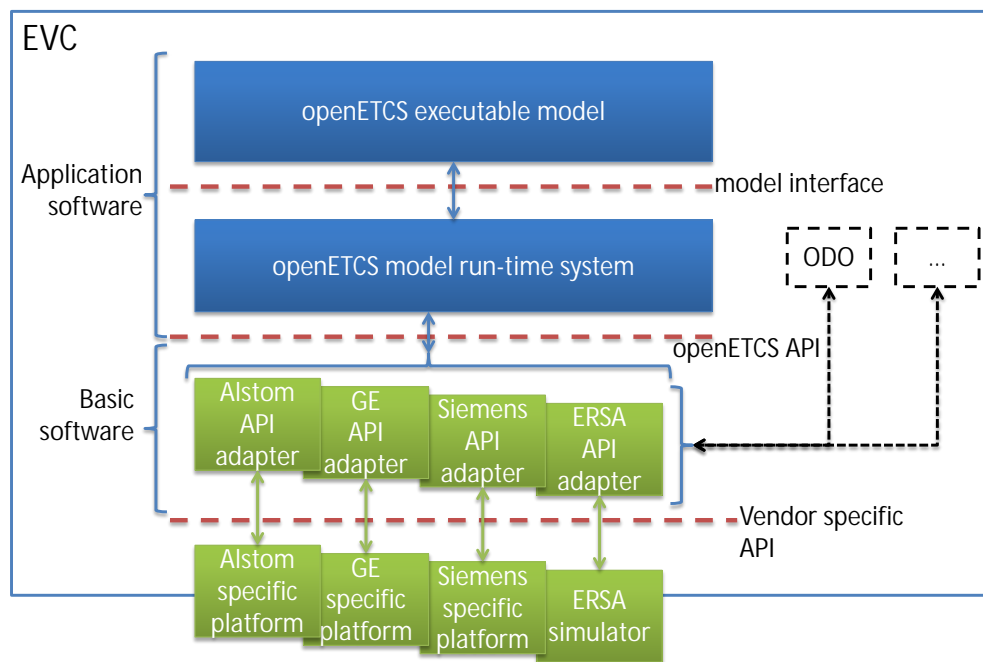 EVC
openETCS executable model
Application
software
model interface
openETCS model run-time system
ODO
...
openETCS API
Basic
software
Alstom
API
adapter
GE
API
adapter
Siemens
API
adapter
ERSA
API
adapter
Vendor specific
API
Alstom
specific
platform
GE
specific
platform
Siemens
specific
platform
ERSA
simulator